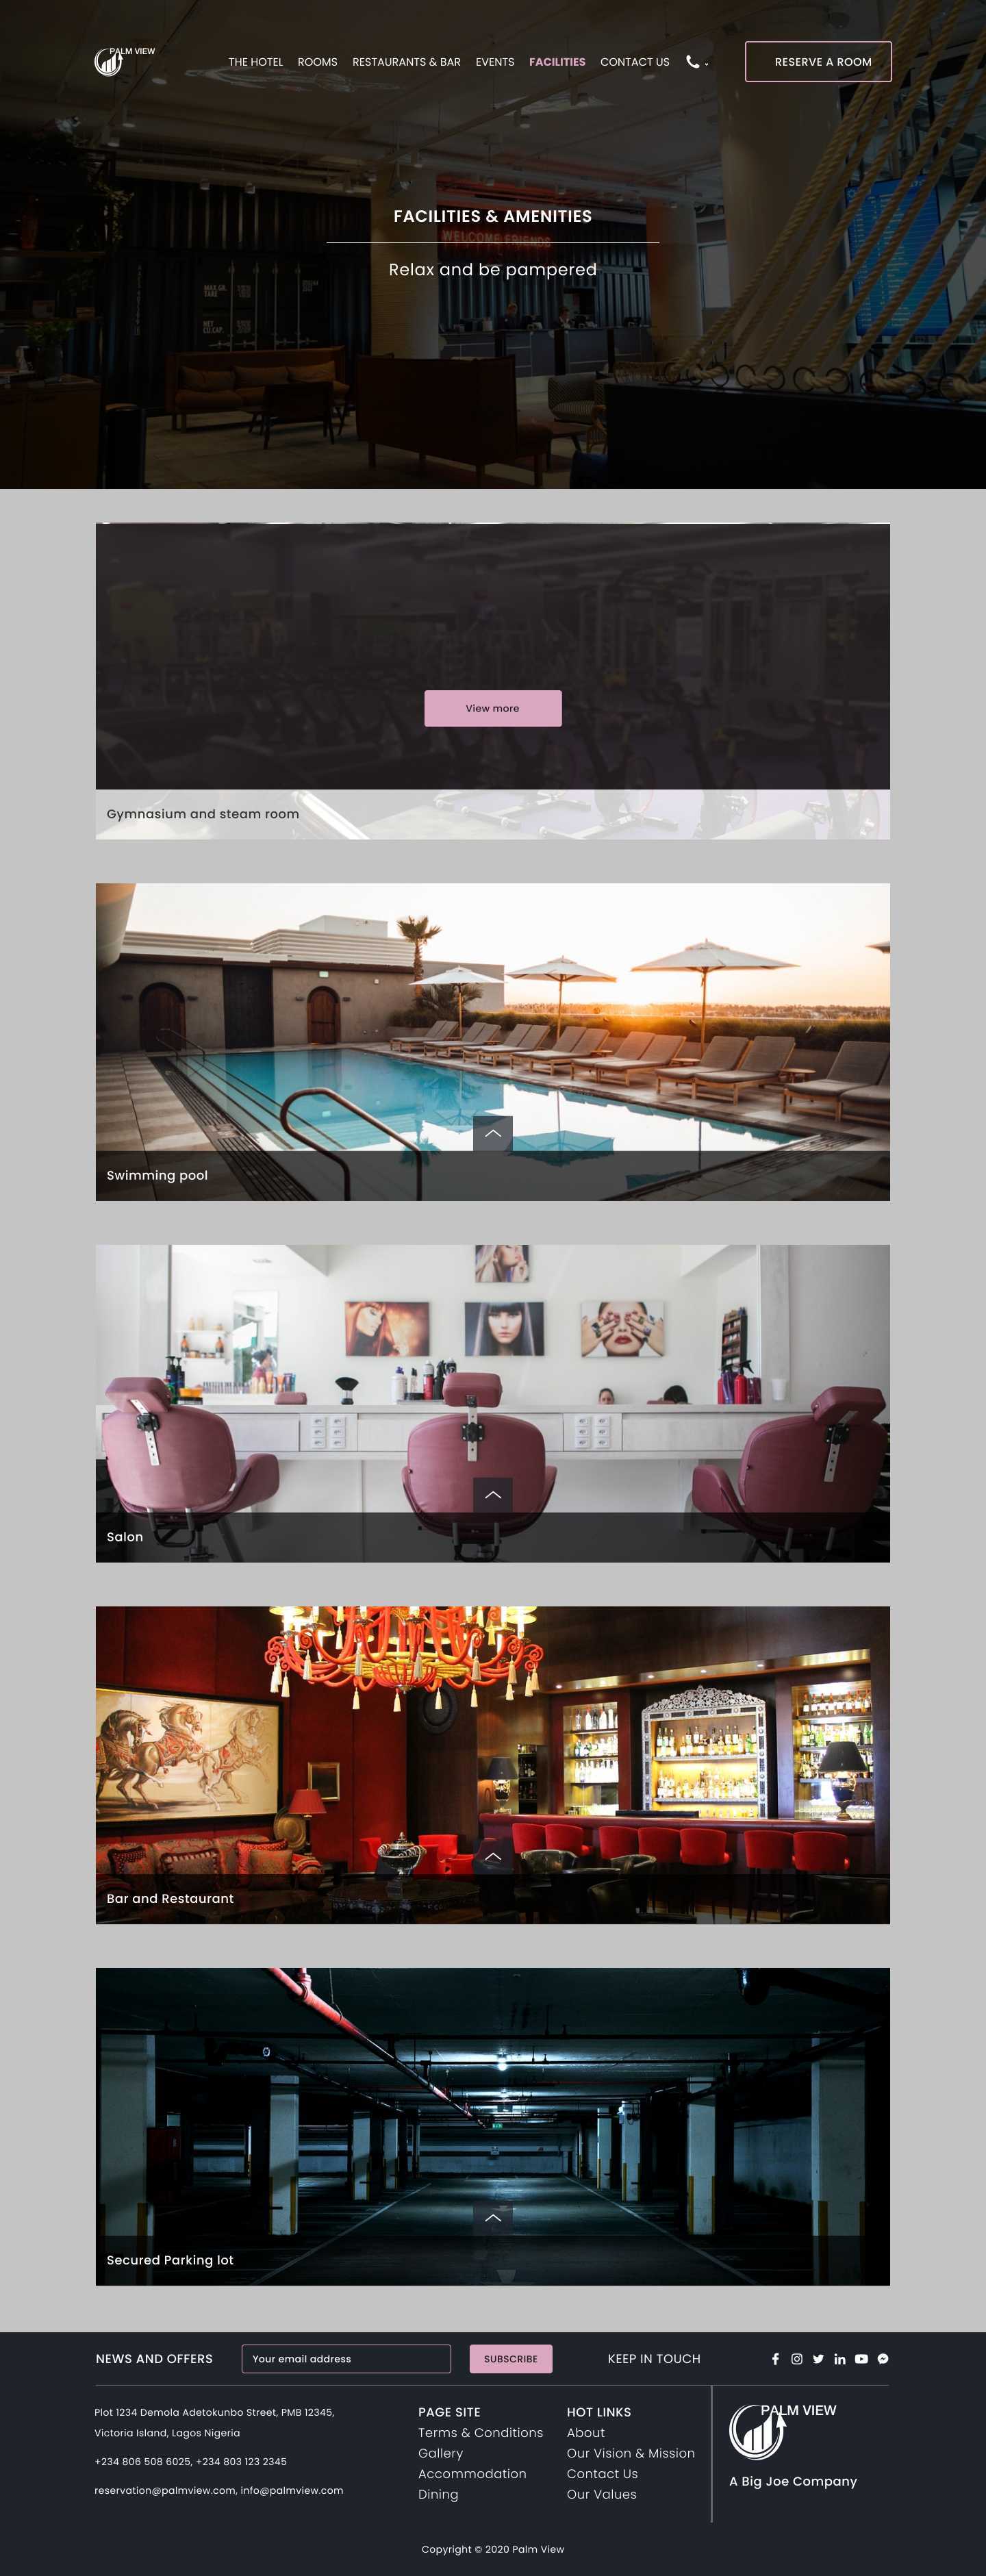 PALM VIEW
THE HOTEL ROOMS RESTAURANTS & BAR EVENTS FACILITIES CONTACT US RESERVE A ROOM
FACILITIES & AMENITIES
WELCOME FRIENDS
Relax and be pampered
View more
Gymnasium and steam room
Swimming pool
Salon
Bar and Restaurant
Secured Parking lot
NEWS AND OFFERS Your email address SUBSCRIBE KEEP IN TOUCH
Plot 1234 Demola Adetokunbo Street, PMB 12345,
Victoria Island, Lagos Nigeria
+234 806 508 6025, +234 803 123 2345
reservation@palmview.com, info@palmview.com
PAGE SITE
Terms & Conditions
Gallery
Accommodation
Dining
HOT LINKS
About
Our Vision & Mission
Contact Us
Our Values
PALM VIEW
A Big Joe Company
Copyright © 2020 Palm View